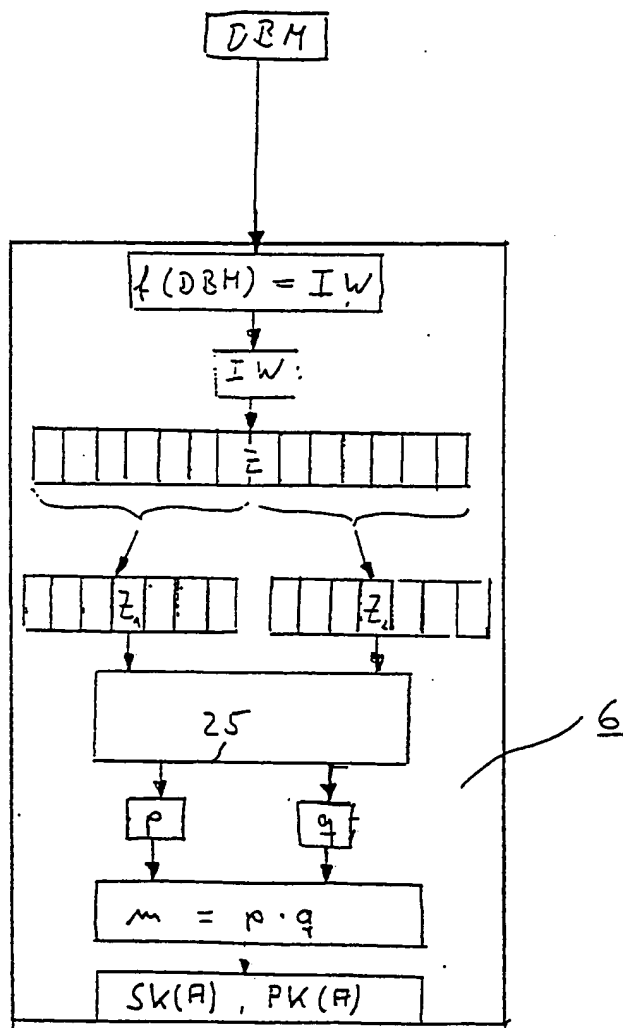 DBM
f(DBM) = IW
IW:
Z₁ Z₂
25
6
p q
m = p · q
SK(A), PK(A)